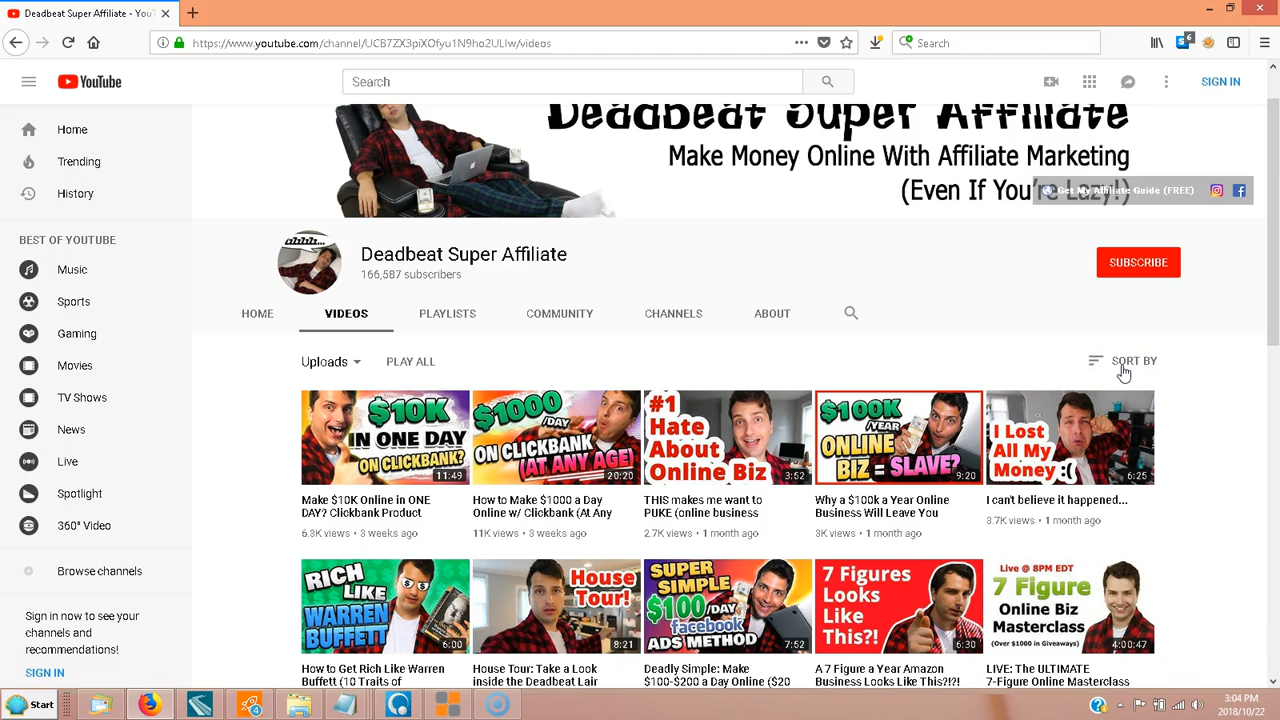 Deadbeat Super Affiliate - YouT
https://www.youtube.com/channel/UCB7ZX3piXOfyu1N9ho2ULIw/videos
Search
6
YouTube
Search
SIGN IN
Home
Trending
History
BEST OF YOUTUBE
Music
Sports
Gaming
Movies
TV Shows
News
Live
Spotlight
360° Video
Browse channels
Sign in now to see your
channels and
recommendations!
SIGN IN
Deadbeat Super Affiliate
Make Money Online With Affiliate Marketing
(Even If You're Lazy!)
Get My Affiliate Guide (FREE)
ahhh...
Deadbeat Super Affiliate
166,587 subscribers
SUBSCRIBE
HOME
VIDEOS
PLAYLISTS
COMMUNITY
CHANNELS
ABOUT
Uploads
PLAY ALL
SORT BY
$10K
IN ONE DAY
ON CLICKBANK?
11:49
Make $10K Online in ONE
DAY? Clickbank Product
6.3K views • 3 weeks ago
$1000
/DAY
ON CLICKBANK
(AT ANY AGE)
20:20
How to Make $1000 a Day
Online w/ Clickbank (At Any
11K views • 3 weeks ago
#1
Hate
About
Online Biz
3:52
THIS makes me want to
PUKE (online business
2.7K views • 1 month ago
$100K
/YEAR
ONLINE
BIZ = SLAVE?
9:20
Why a $100k a Year Online
Business Will Leave You
3K views • 1 month ago
I Lost
All My
Money :(
6:25
I can't believe it happened...
3.7K views • 1 month ago
RICH
LIKE
WARREN
BUFFETT
6:00
How to Get Rich Like Warren
Buffett (10 Traits of
House
Tour!
8:21
House Tour: Take a Look
inside the Deadbeat Lair
SUPER
SIMPLE
$100/DAY
facebook
ADS METHOD
7:52
Deadly Simple: Make
$100-$200 a Day Online ($20
7 Figures
Looks
Like
This?!
6:30
A 7 Figure a Year Amazon
Business Looks Like This?!?!
Live @ 8PM EDT
7 Figure
Online Biz
Masterclass
(Over $1000 in Giveaways)
4:00:47
LIVE: The ULTIMATE
7-Figure Online Masterclass
Start
3:04 PM
2018/10/22